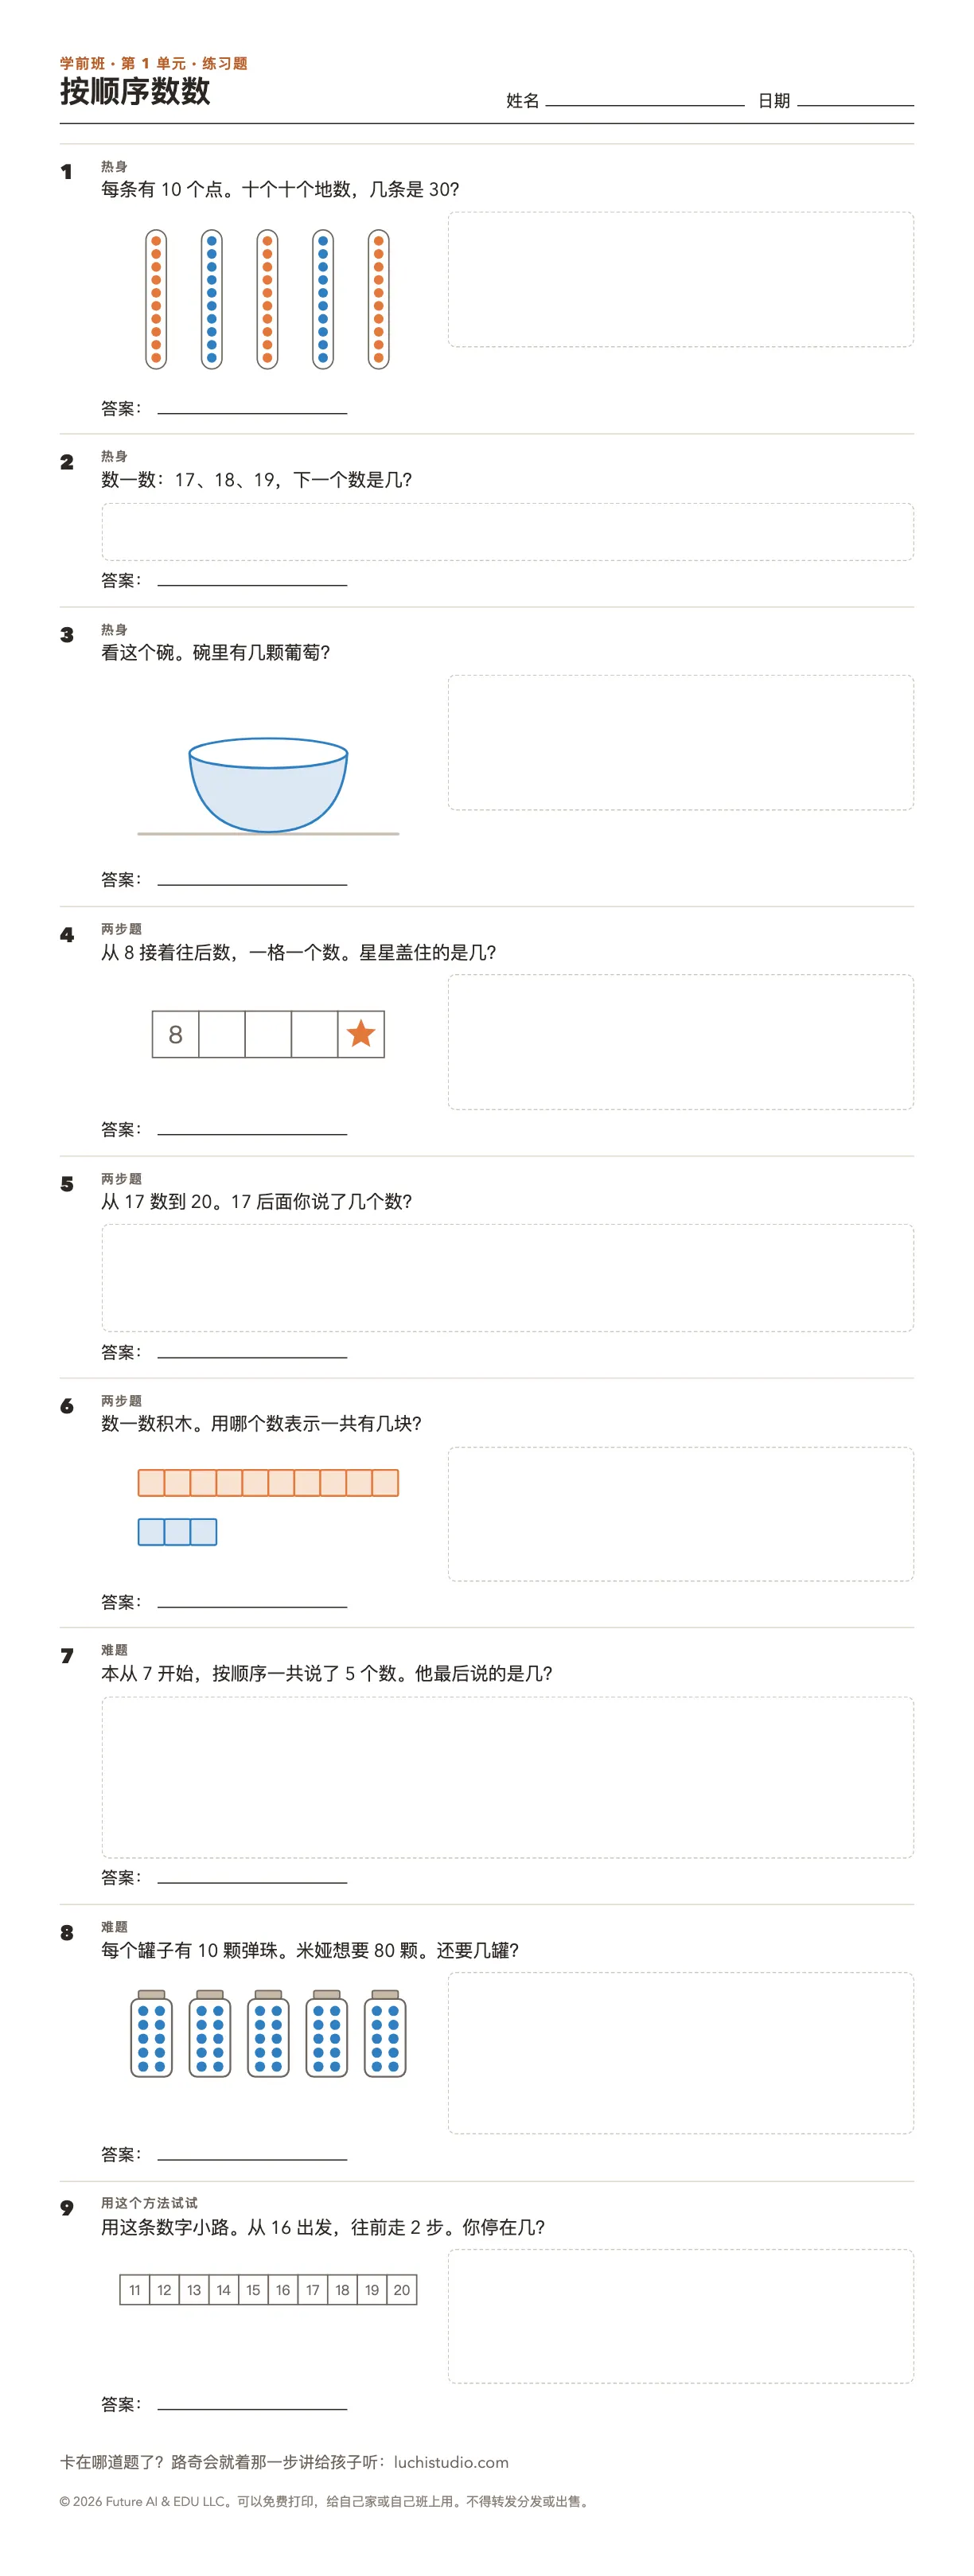 学前班 · 第 1 单元 · 练习题
按顺序数数
姓名 日期
1
热身
每条有 10 个点。十个十个地数，几条是 30？
答案：
2
热身
数一数：17、18、19，下一个数是几？
答案：
3
热身
看这个碗。碗里有几颗葡萄？
答案：
4
两步题
从 8 接着往后数，一格一个数。星星盖住的是几？
8
答案：
5
两步题
从 17 数到 20。17 后面你说了几个数？
答案：
6
两步题
数一数积木。用哪个数表示一共有几块？
答案：
7
难题
本从 7 开始，按顺序一共说了 5 个数。他最后说的是几？
答案：
8
难题
每个罐子有 10 颗弹珠。米娅想要 80 颗。还要几罐？
答案：
9
用这个方法试试
用这条数字小路。从 16 出发，往前走 2 步。你停在几？
11 12 13 14 15 16 17 18 19 20
答案：
卡在哪道题了？路奇会就着那一步讲给孩子听：luchistudio.com
© 2026 Future AI & EDU LLC。可以免费打印，给自己家或自己班上用。不得转发分发或出售。